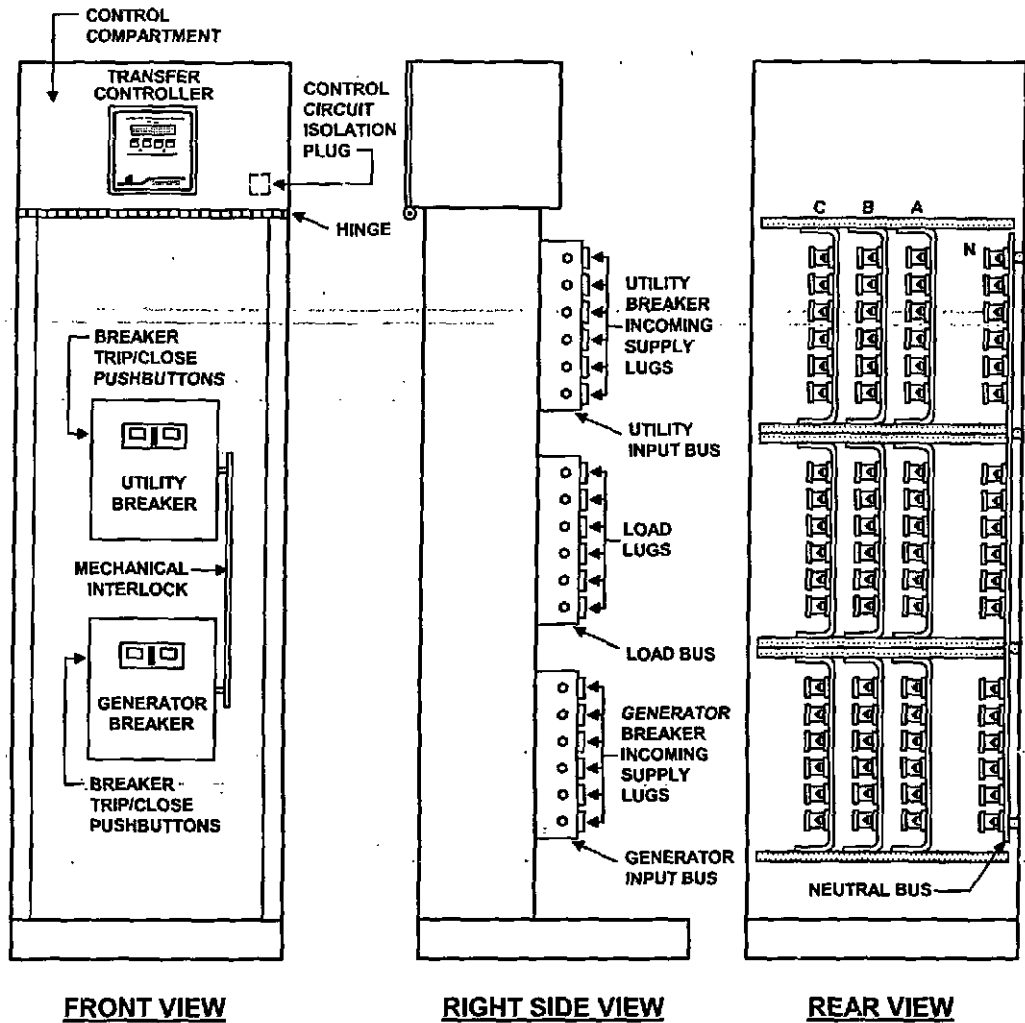 CONTROL
COMPARTMENT
TRANSFER
CONTROLLER
CONTROL
CIRCUIT
ISOLATION
PLUG
HINGE
BREAKER
TRIP/CLOSE
PUSHBUTTONS
UTILITY
BREAKER
MECHANICAL
INTERLOCK
GENERATOR
BREAKER
BREAKER
TRIP/CLOSE
PUSHBUTTONS
FRONT VIEW
UTILITY
BREAKER
INCOMING
SUPPLY
LUGS
UTILITY
INPUT BUS
LOAD
LUGS
LOAD BUS
GENERATOR
BREAKER
INCOMING
SUPPLY
LUGS
GENERATOR
INPUT BUS
RIGHT SIDE VIEW
C B A
N
NEUTRAL BUS
REAR VIEW